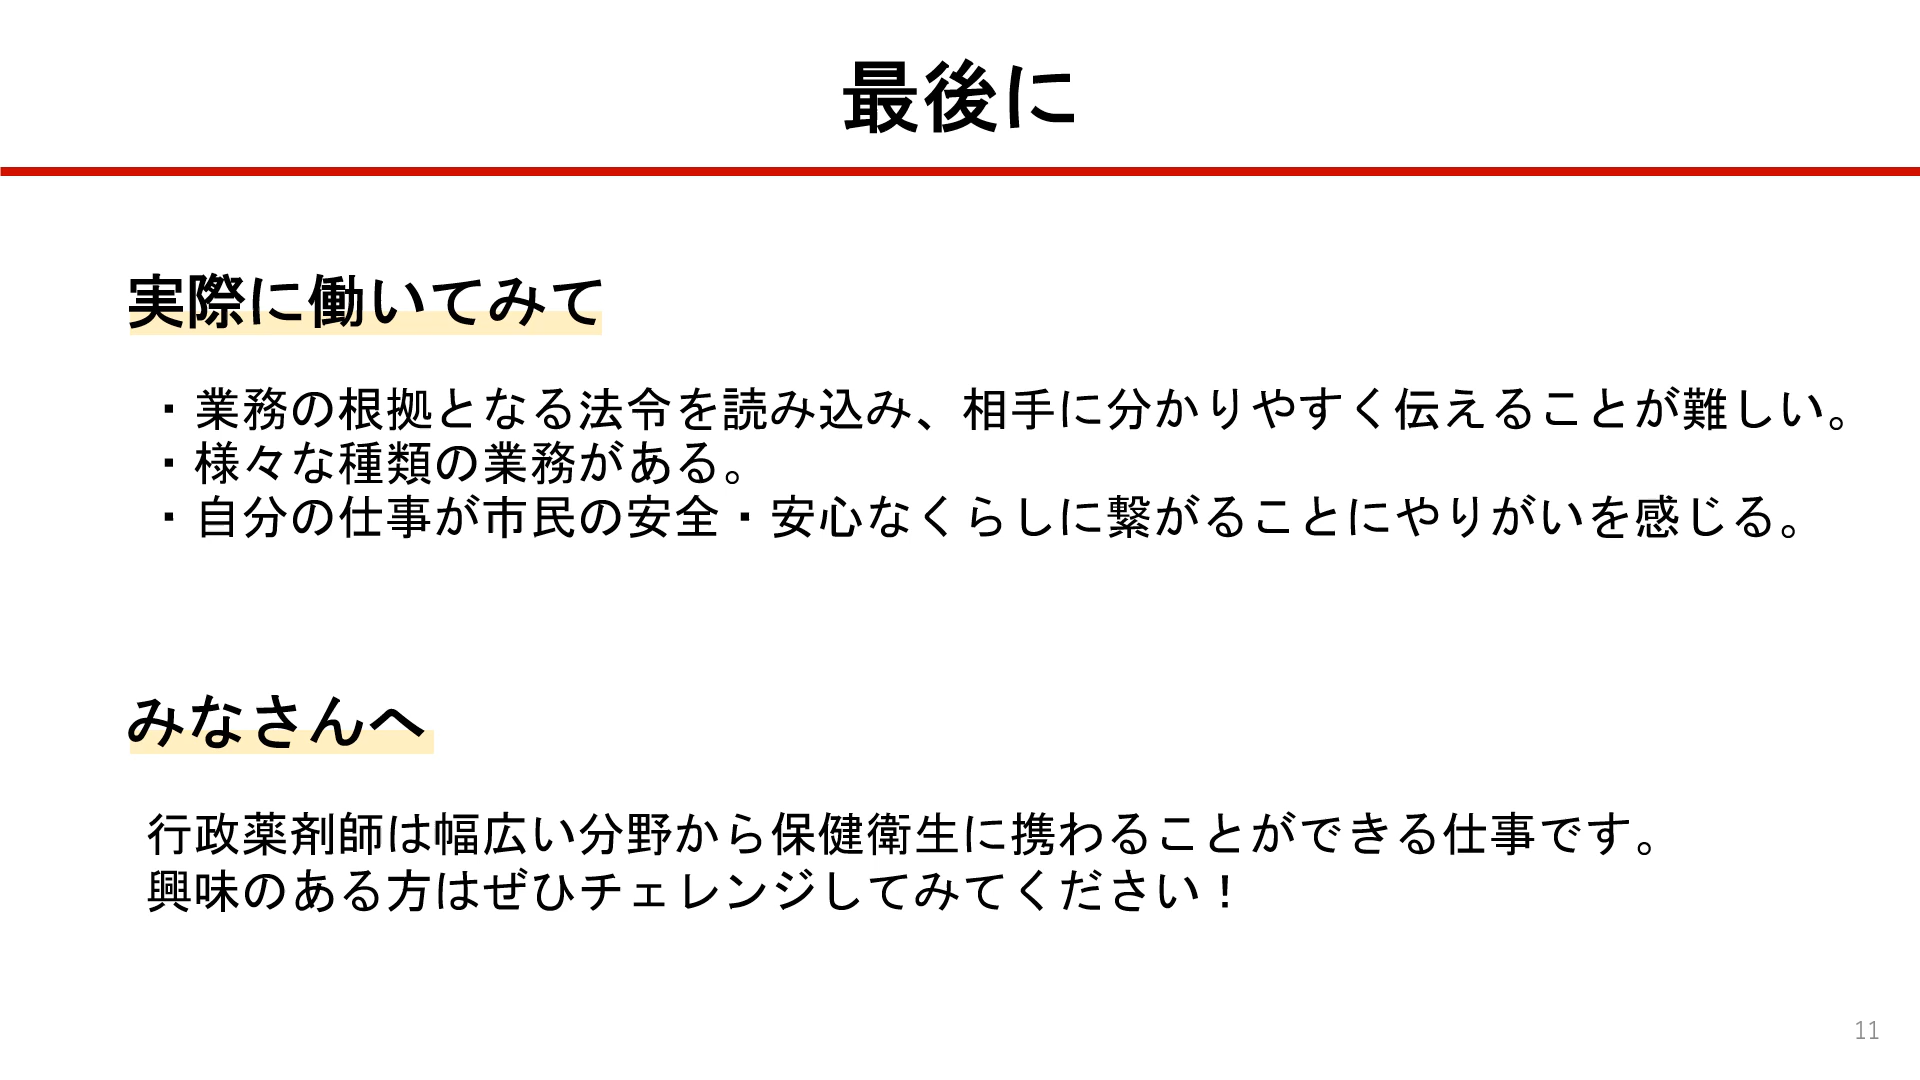 最後に
実際に働いてみて
・業務の根拠となる法令を読み込み、相手に分かりやすく伝えることが難しい。
・様々な種類の業務がある。
・自分の仕事が市民の安全・安心なくらしに繋がることにやりがいを感じる。
みなさんへ
行政薬剤師は幅広い分野から保健衛生に携わることができる仕事です。
興味のある方はぜひチェレンジしてみてください！
11